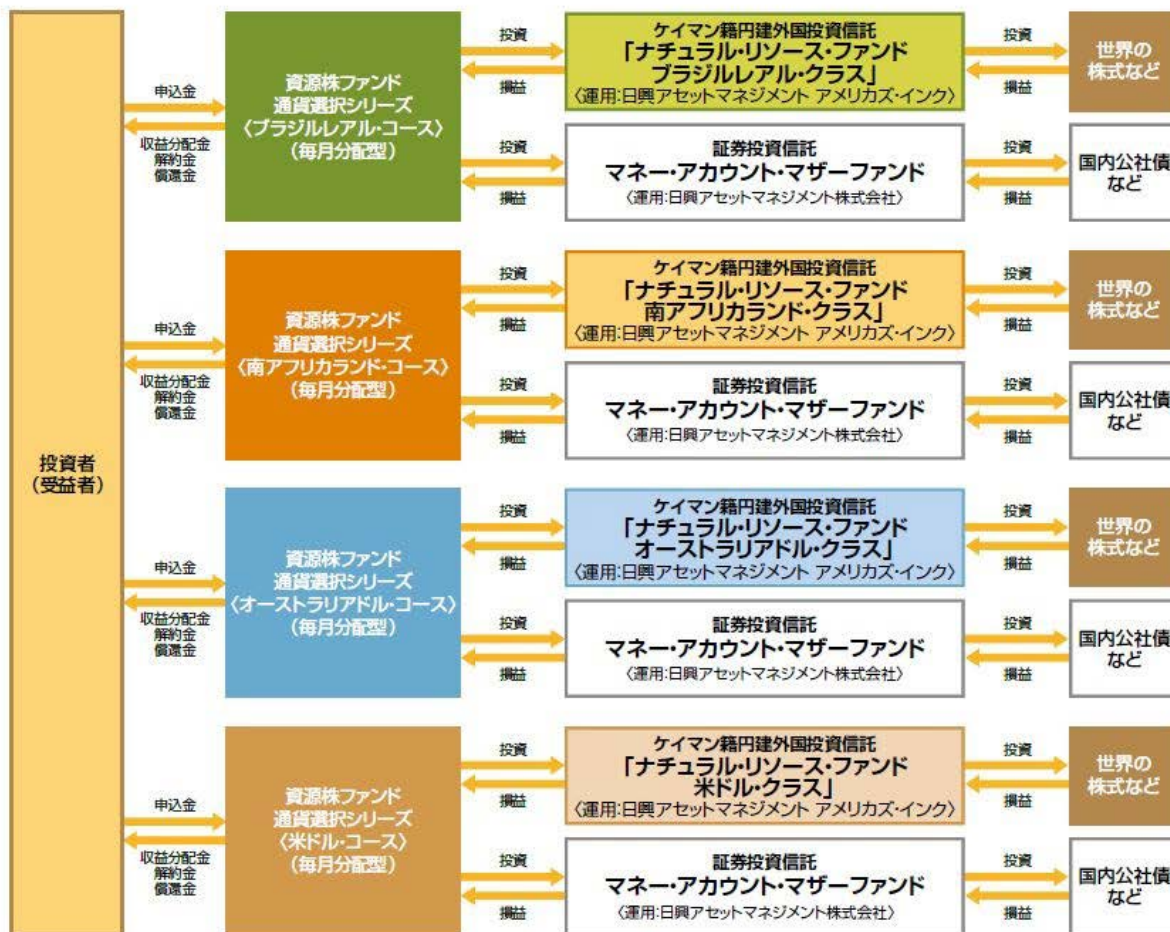 投資者
(受益者)
申込金
収益分配金
解約金
償還金
資源株ファンド
通貨選択シリーズ
〈ブラジルレアル・コース〉
(毎月分配型)
投資
損益
ケイマン籍円建外国投資信託
「ナチュラル・リソース・ファンド
ブラジルレアル・クラス」
〈運用:日興アセットマネジメント アメリカズ・インク〉
投資
損益
世界の
株式など
投資
損益
証券投資信託
マネー・アカウント・マザーファンド
〈運用:日興アセットマネジメント株式会社〉
投資
損益
国内公社債
など
申込金
収益分配金
解約金
償還金
資源株ファンド
通貨選択シリーズ
〈南アフリカランド・コース〉
(毎月分配型)
投資
損益
ケイマン籍円建外国投資信託
「ナチュラル・リソース・ファンド
南アフリカランド・クラス」
〈運用:日興アセットマネジメント アメリカズ・インク〉
投資
損益
世界の
株式など
投資
損益
証券投資信託
マネー・アカウント・マザーファンド
〈運用:日興アセットマネジメント株式会社〉
投資
損益
国内公社債
など
申込金
収益分配金
解約金
償還金
資源株ファンド
通貨選択シリーズ
〈オーストラリアドル・コース〉
(毎月分配型)
投資
損益
ケイマン籍円建外国投資信託
「ナチュラル・リソース・ファンド
オーストラリアドル・クラス」
〈運用:日興アセットマネジメント アメリカズ・インク〉
投資
損益
世界の
株式など
投資
損益
証券投資信託
マネー・アカウント・マザーファンド
〈運用:日興アセットマネジメント株式会社〉
投資
損益
国内公社債
など
申込金
収益分配金
解約金
償還金
資源株ファンド
通貨選択シリーズ
〈米ドル・コース〉
(毎月分配型)
投資
損益
ケイマン籍円建外国投資信託
「ナチュラル・リソース・ファンド
米ドル・クラス」
〈運用:日興アセットマネジメント アメリカズ・インク〉
投資
損益
世界の
株式など
投資
損益
証券投資信託
マネー・アカウント・マザーファンド
〈運用:日興アセットマネジメント株式会社〉
投資
損益
国内公社債
など